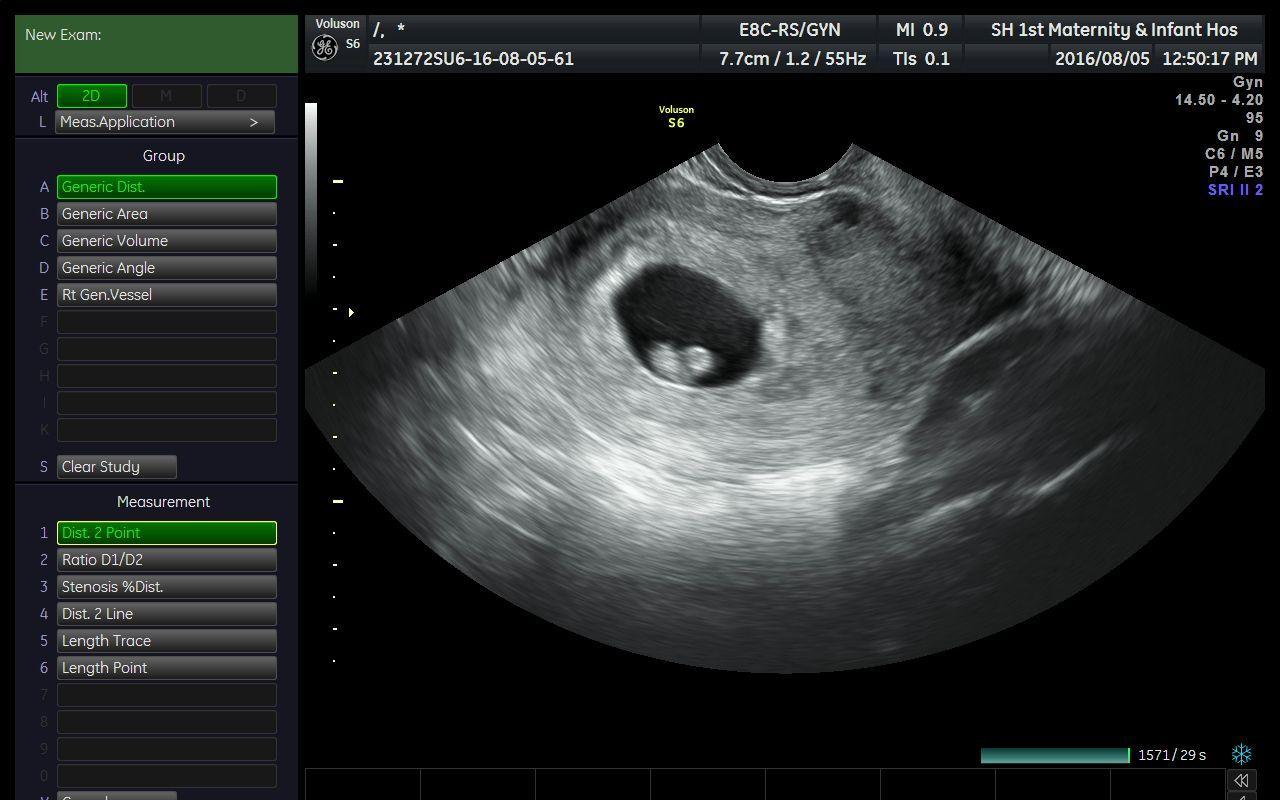 New Exam:
Alt 2D M D
L Meas.Application >
Group
A Generic Dist.
B Generic Area
C Generic Volume
D Generic Angle
E Rt Gen.Vessel
F
G
H
I
K
S Clear Study
Measurement
1 Dist. 2 Point
2 Ratio D1/D2
3 Stenosis %Dist.
4 Dist. 2 Line
5 Length Trace
6 Length Point
7
8
9
0
Voluson
S6
/, *
E8C-RS/GYN
MI 0.9
SH 1st Maternity & Infant Hos
231272SU6-16-08-05-61
7.7cm / 1.2 / 55Hz
TIs 0.1
2016/08/05
12:50:17 PM
Gyn
14.50 - 4.20
95
Gn 9
C6 / M5
P4 / E3
SRI II 2
Voluson
S6
1571/ 29 s